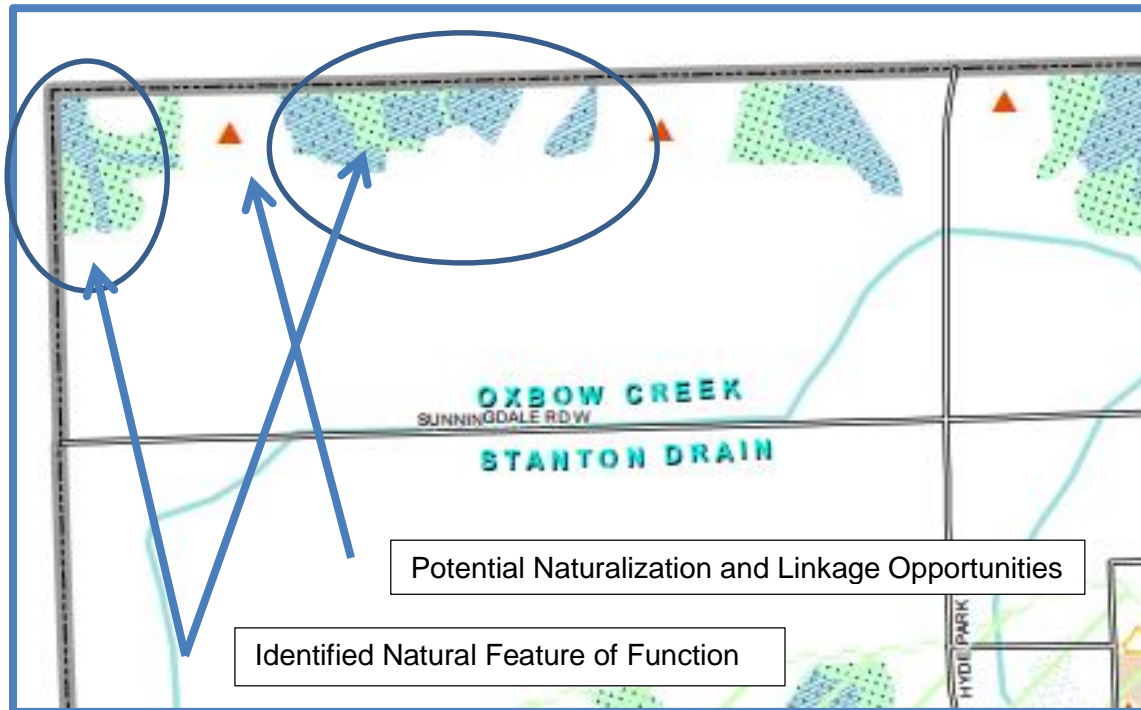 OXBOW CREEK
SUNNINGDALE RD W
STANTON DRAIN
Potential Naturalization and Linkage Opportunities
HYDE PARK
Identified Natural Feature of Function